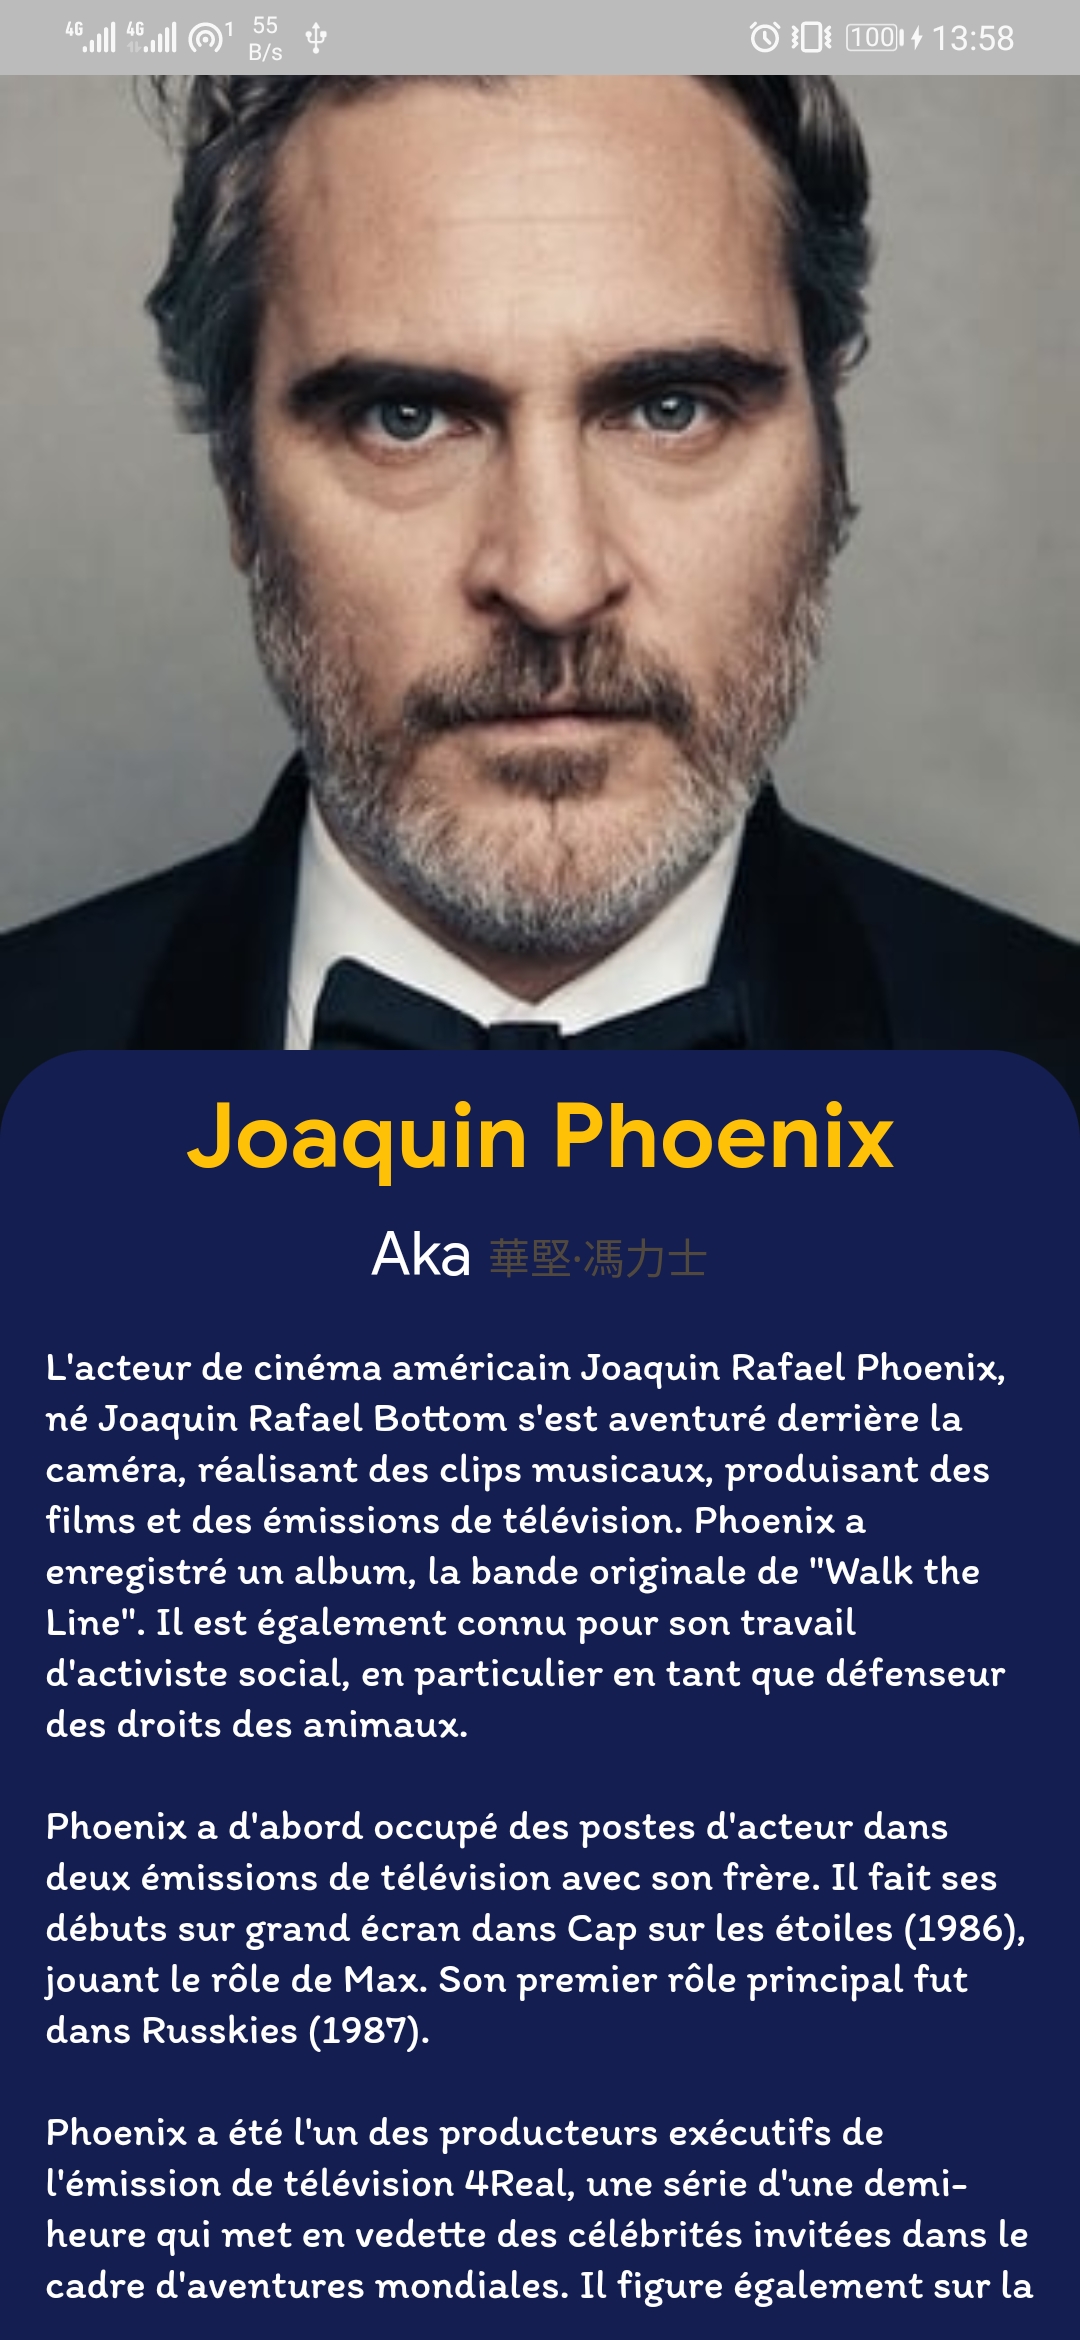 4G 4G 1 55 B/s 100 13:58
Joaquin Phoenix
Aka 華堅·馮力士
L'acteur de cinéma américain Joaquin Rafael Phoenix,
né Joaquin Rafael Bottom s'est aventuré derrière la
caméra, réalisant des clips musicaux, produisant des
films et des émissions de télévision. Phoenix a
enregistré un album, la bande originale de "Walk the
Line". Il est également connu pour son travail
d'activiste social, en particulier en tant que défenseur
des droits des animaux.
Phoenix a d'abord occupé des postes d'acteur dans
deux émissions de télévision avec son frère. Il fait ses
débuts sur grand écran dans Cap sur les étoiles (1986),
jouant le rôle de Max. Son premier rôle principal fut
dans Russkies (1987).
Phoenix a été l'un des producteurs exécutifs de
l'émission de télévision 4Real, une série d'une demi-
heure qui met en vedette des célébrités invitées dans le
cadre d'aventures mondiales. Il figure également sur la